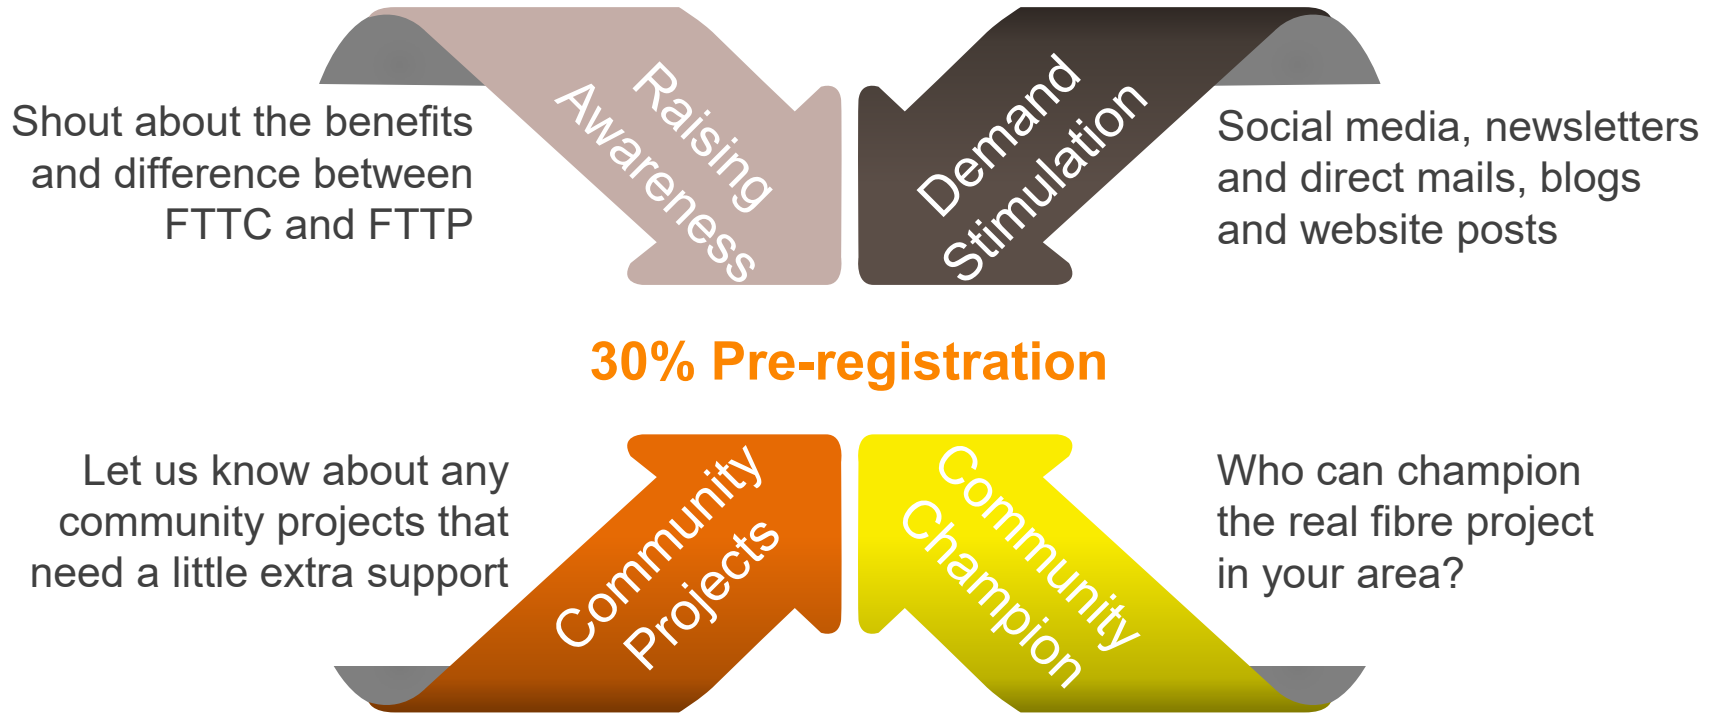 Raising
Awareness
Shout about the benefits
and difference between
FTTC and FTTP
Demand
Stimulation
Social media, newsletters
and direct mails, blogs
and website posts
30% Pre-registration
Let us know about any
community projects that
need a little extra support
Community
Projects
Community
Champion
Who can champion
the real fibre project
in your area?